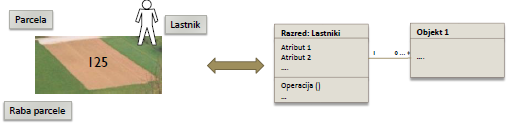 Parcela
Lastnik
125
Raba parcele
Razred: Lastniki
Atribut 1
Atribut 2
....
Operacija ()
...
1
0 ...
Objekt 1
....